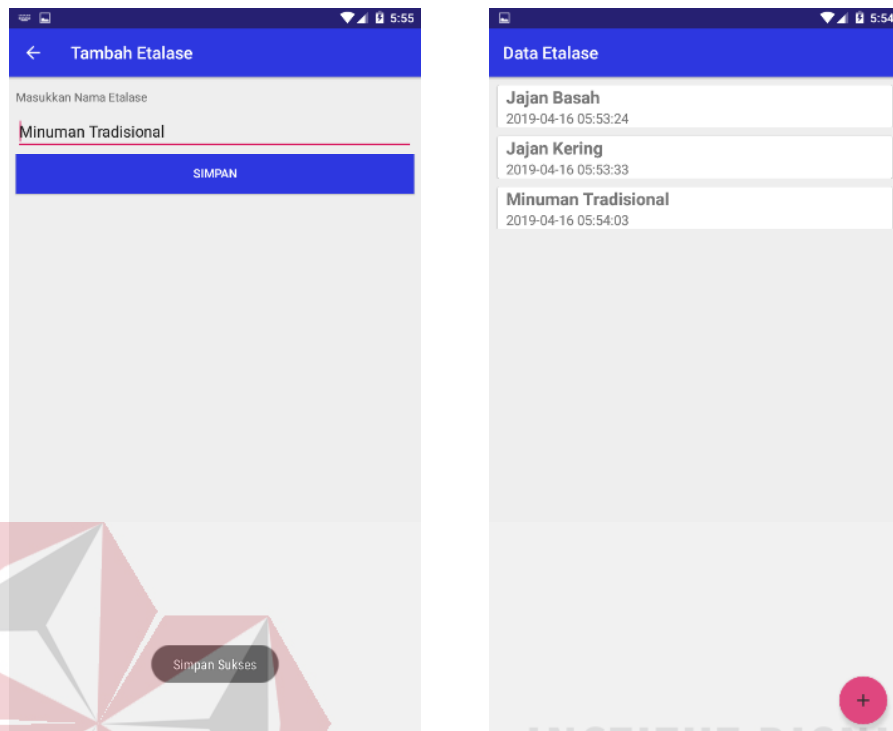 5:55
Tambah Etalase
Masukkan Nama Etalase
Minuman Tradisional
SIMPAN
Simpan Sukses
5:54
Data Etalase
Jajan Basah
2019-04-16 05:53:24
Jajan Kering
2019-04-16 05:53:33
Minuman Tradisional
2019-04-16 05:54:03
+